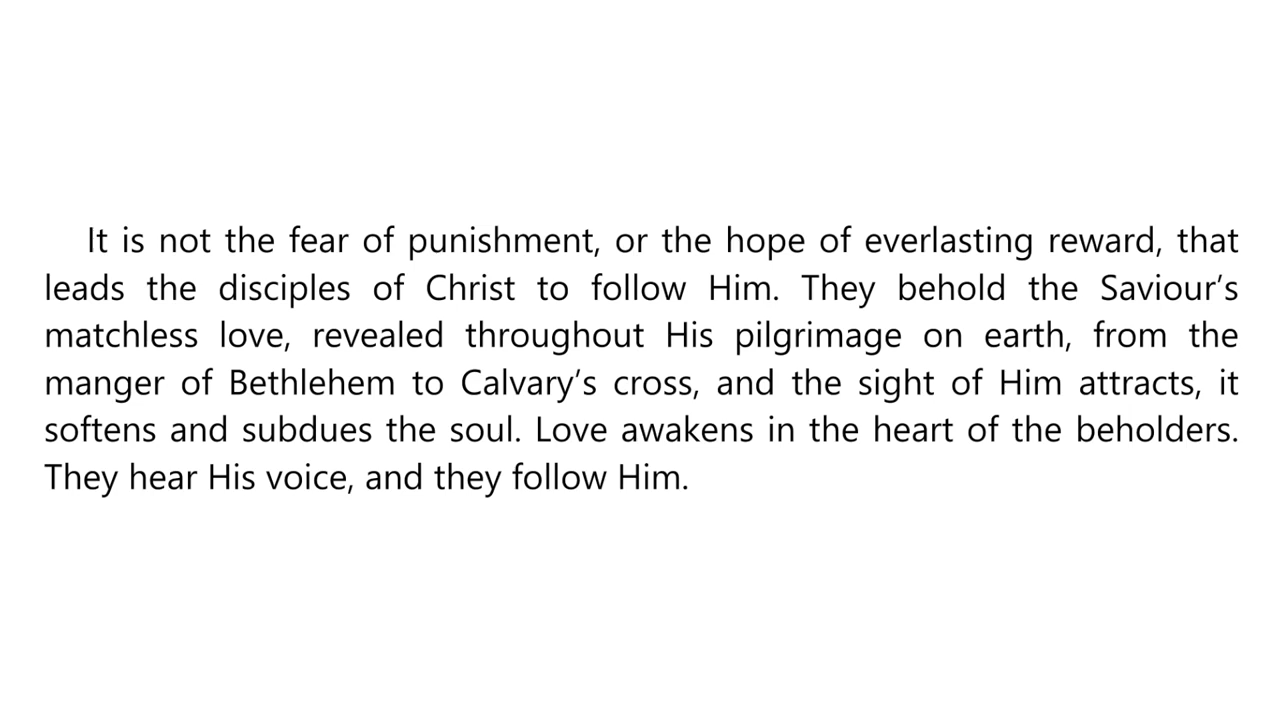 It is not the fear of punishment, or the hope of everlasting reward, that
leads the disciples of Christ to follow Him. They behold the Saviour’s
matchless love, revealed throughout His pilgrimage on earth, from the
manger of Bethlehem to Calvary’s cross, and the sight of Him attracts, it
softens and subdues the soul. Love awakens in the heart of the beholders.
They hear His voice, and they follow Him.